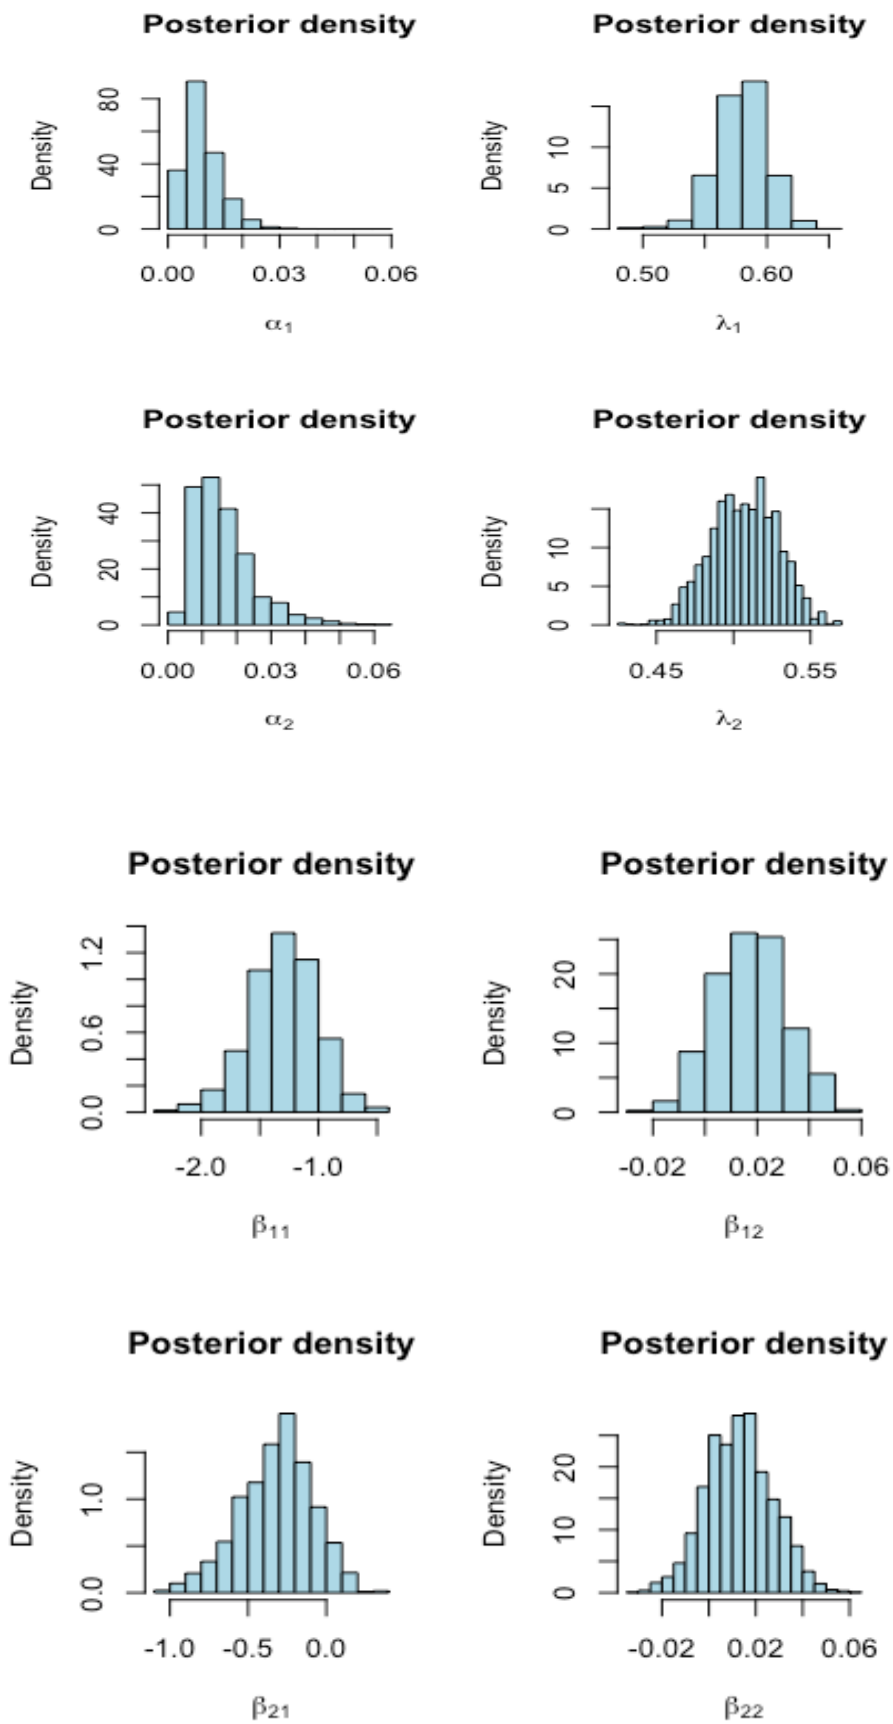 Posterior density
Density
0
40
80
0.00
0.03
0.06
α1
Posterior density
Density
0
5
10
0.50
0.60
λ1
Posterior density
Density
0
20
40
0.00
0.03
0.06
α2
Posterior density
Density
0
5
10
0.45
0.55
λ2
Posterior density
Density
0.0
0.6
1.2
-2.0
-1.0
β11
Posterior density
Density
0
10
20
-0.02
0.02
0.06
β12
Posterior density
Density
0.0
1.0
-1.0
-0.5
0.0
β21
Posterior density
Density
0
10
20
-0.02
0.02
0.06
β22